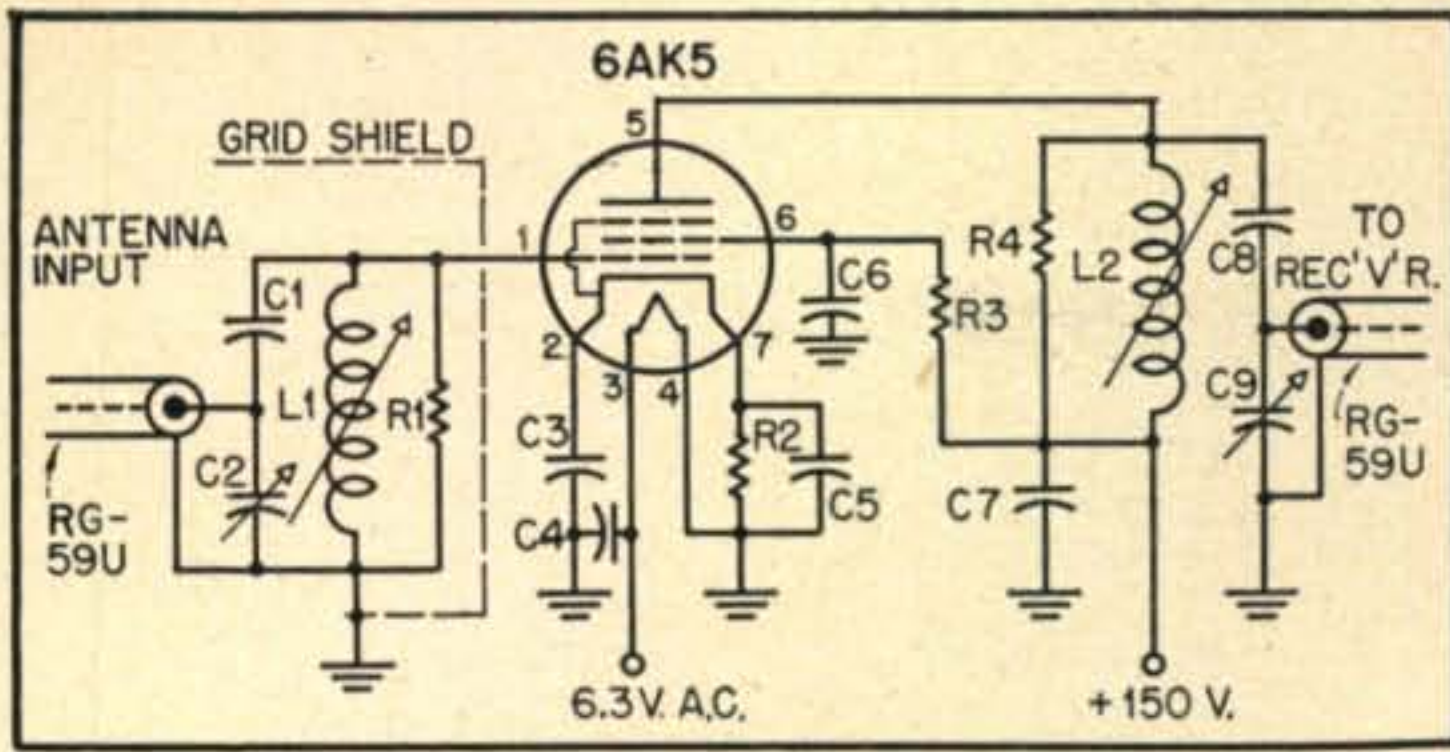 6AK5
GRID SHIELD
ANTENNA
INPUT
C1
C2
L1
R1
RG-
59U
1
2
3
4
5
6
7
C3
C4
R2
C5
C6
R3
R4
L2
C7
C8
C9
TO
REC'V'R.
RG-
59U
6.3V. A.C.
+150 V.